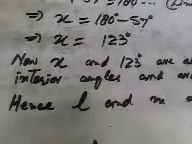 ⇒ x = 180° - 57°
⇒ x = 123°
Now x and 123° are
interior angles and
Hence l and m